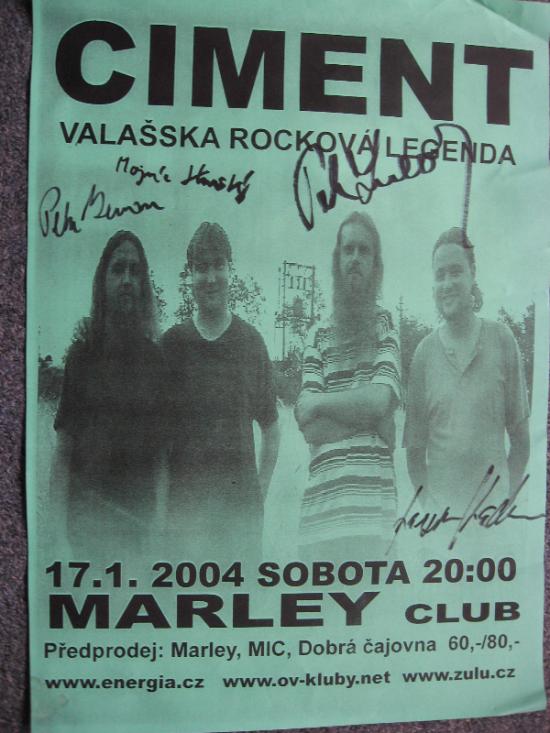 CIMENT
VALAŠSKA ROCKOVÁ LEGENDA
17.1. 2004 SOBOTA 20:00
MARLEY CLUB
Předprodej: Marley, MIC, Dobrá čajovna 60,-/80,-
www.energia.cz www.ov-kluby.net www.zulu.cz